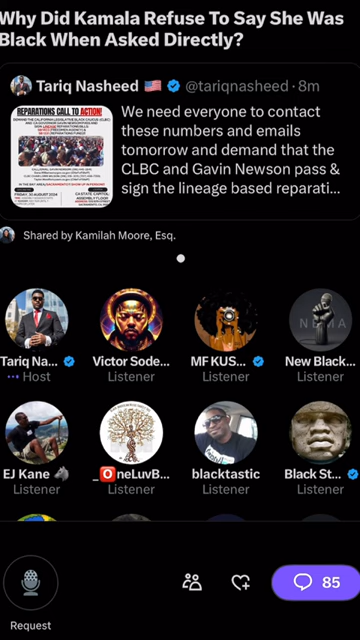 Why Did Kamala Refuse To Say She Was
Black When Asked Directly?
Tariq Nasheed @tariqnasheed · 8m
REPARATIONS CALL TO ACTION!
We need everyone to contact
these numbers and emails
tomorrow and demand that the
CLBC and Gavin Newson pass &
sign the lineage based reparati...
Shared by Kamilah Moore, Esq.
NEMA
Tariq Na... Victor Sode... MF KUS... New Black...
Host Listener Listener Listener
EJ Kane _ OneLuvB... blacktastic Black St...
Listener Listener Listener Listener
85
Request